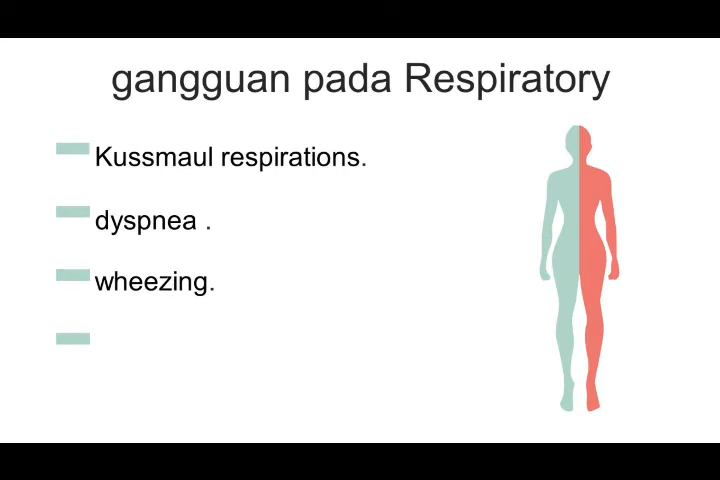 gangguan pada Respiratory
Kussmaul respirations.
dyspnea .
wheezing.